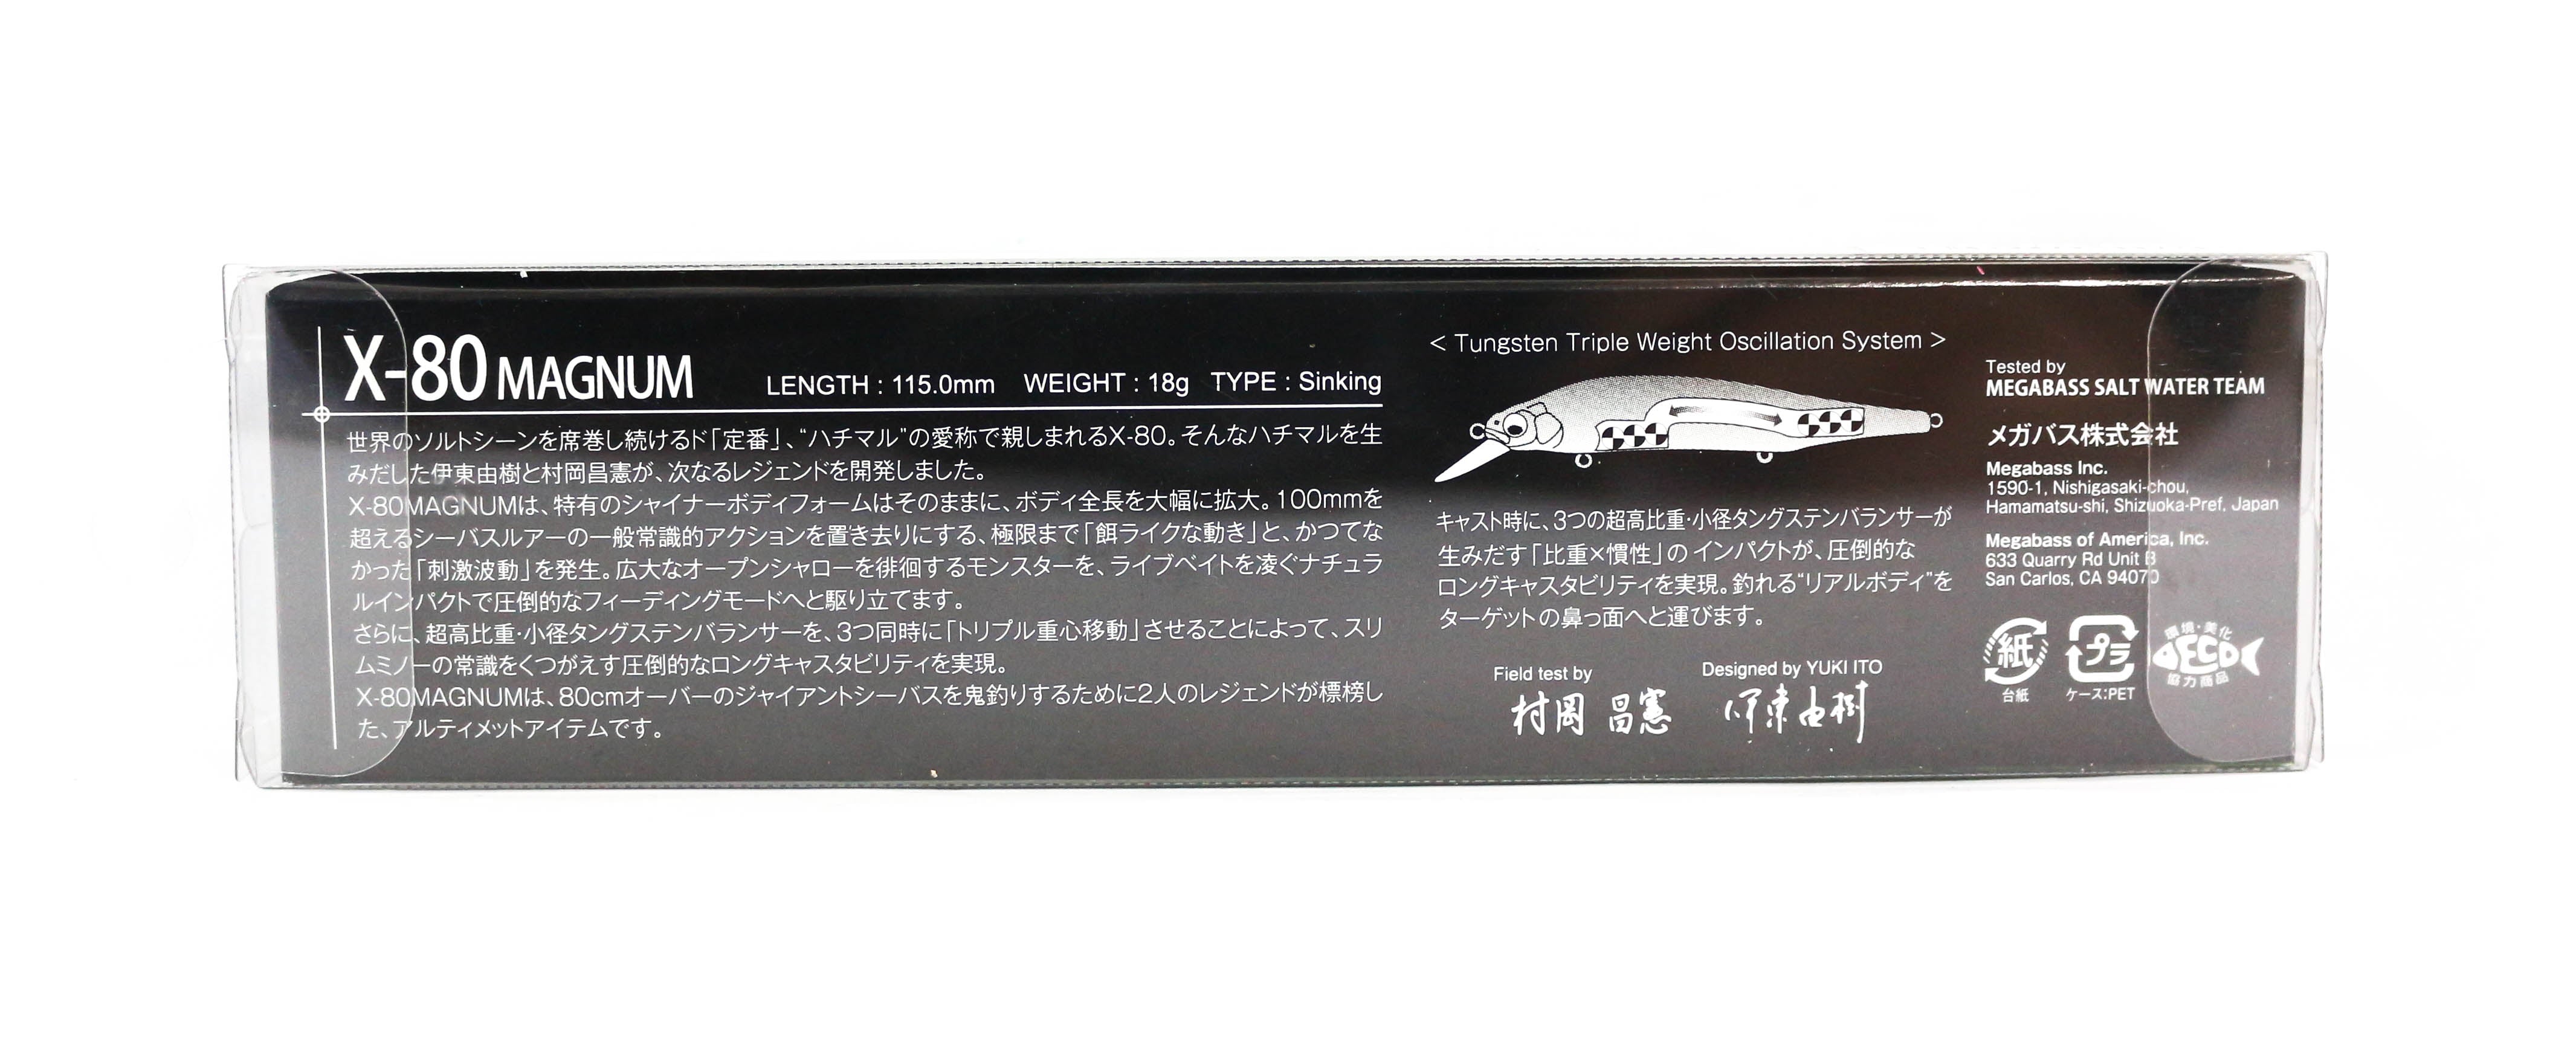 X-80 MAGNUM LENGTH : 115.0mm WEIGHT : 18g TYPE : Sinking
世界のソルトシーンを席巻し続けるド「定番」、“ハチマル”の愛称で親しまれるX-80。そんなハチマルを生
みだした伊東由樹と村岡昌憲が、次なるレジェンドを開発しました。
X-80MAGNUMは、特有のシャイナーボディフォームはそのままに、ボディ全長を大幅に拡大。100mmを
超えるシーバスルアーの一般常識的アクションを置き去りにする、極限まで「餌ライクな動き」と、かつてな
かった「刺激波動」を発生。広大なオープンシャローを徘徊するモンスターを、ライブベイトを凌ぐナチュラ
ルインパクトで圧倒的なフィーディングモードへと駆り立てます。
さらに、超高比重･小径タングステンバランサーを、3つ同時に「トリプル重心移動」させることによって、スリ
ムミノーの常識をくつがえす圧倒的なロングキャスタビリティを実現。
X-80MAGNUMは、80cmオーバーのジャイアントシーバスを鬼釣りするために2人のレジェンドが標榜し
た、アルティメットアイテムです。
< Tungsten Triple Weight Oscillation System >
キャスト時に、3つの超高比重･小径タングステンバランサーが
生みだす「比重×慣性」のインパクトが、圧倒的な
ロングキャスタビリティを実現。釣れる“リアルボディ”を
ターゲットの鼻っ面へと運びます。
Field test by
村岡 昌憲
Designed by YUKI ITO
伊東由樹
Tested by
MEGABASS SALT WATER TEAM
メガバス株式会社
Megabass Inc.
1590-1, Nishigasaki-chou,
Hamamatsu-shi, Shizuoka-Pref, Japan
Megabass of America, Inc.
633 Quarry Rd Unit B
San Carlos, CA 94070
紙
台紙
プラ
ケース:PET
環境・美化
ECO
協力商品